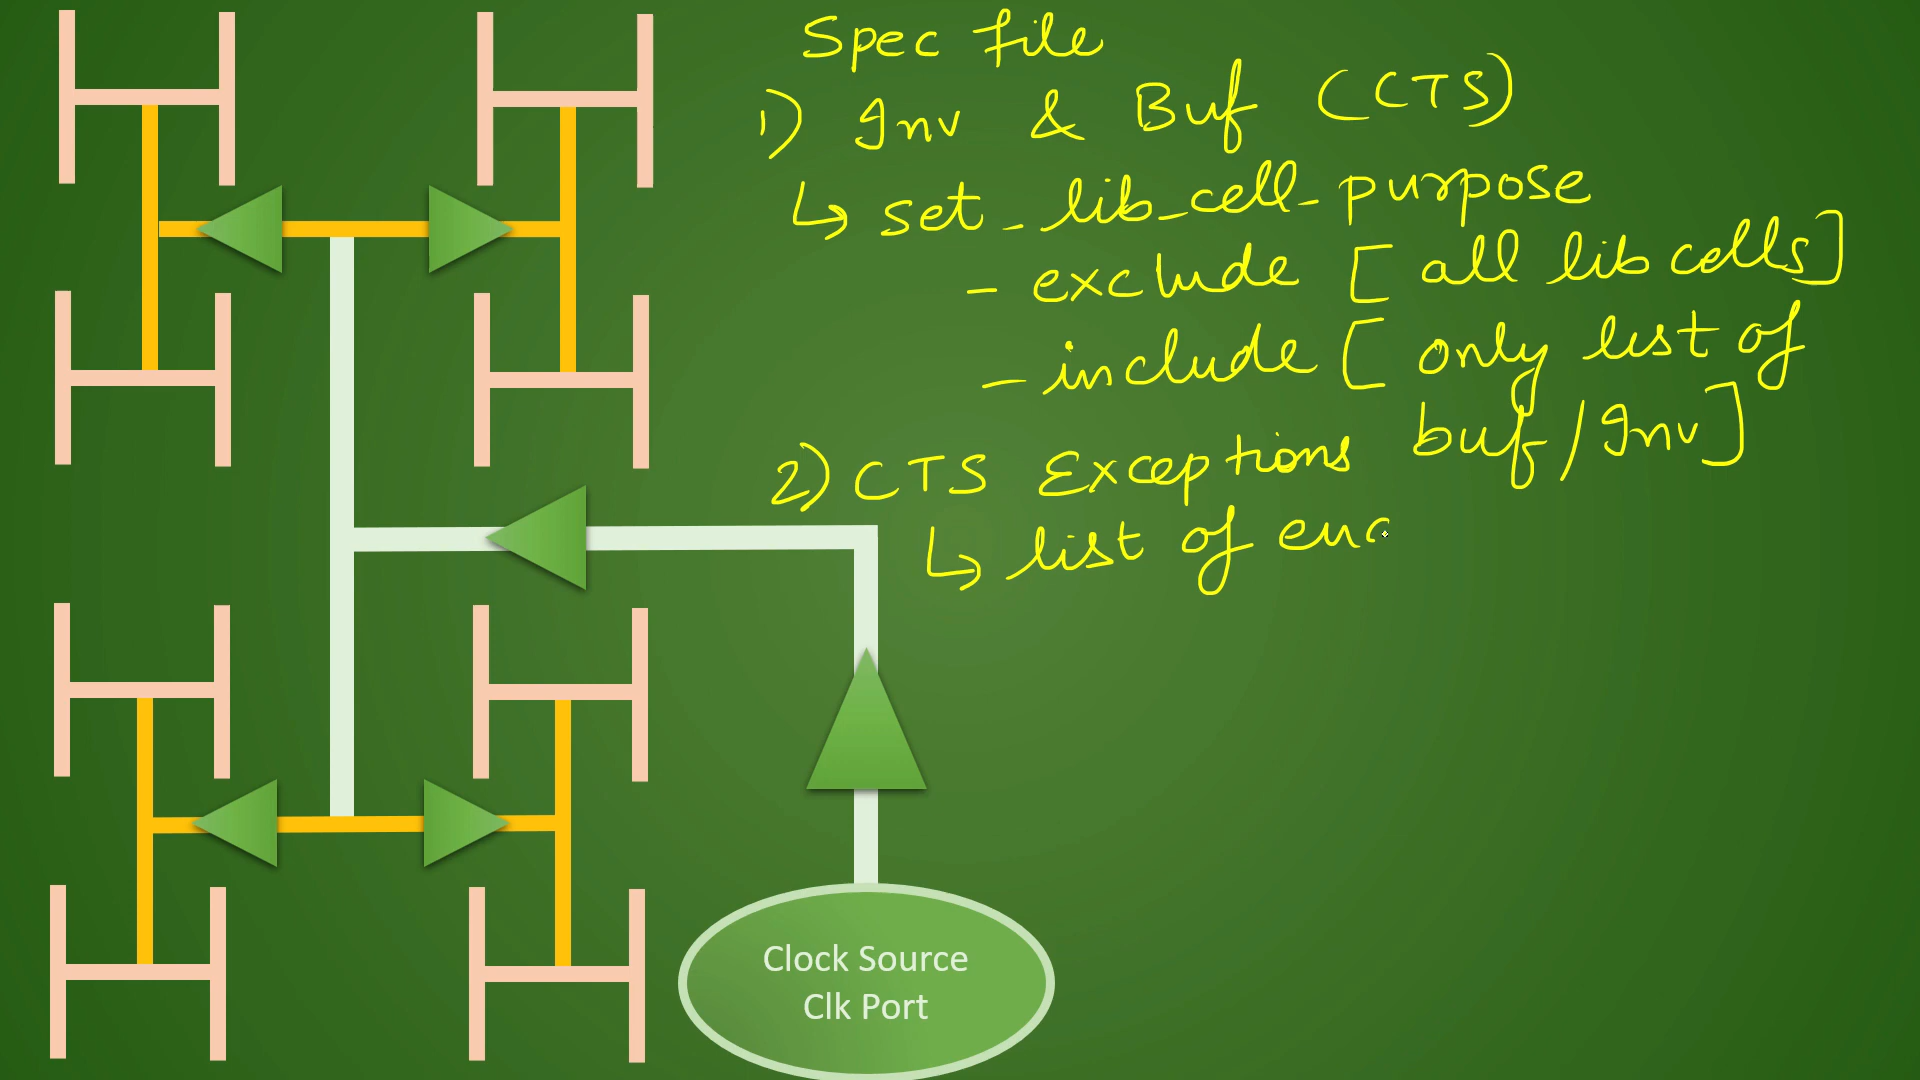 Spec file
1) Inv & Buf (CTS)
↳ set_lib_cell_purpose
- exclude [all lib cells]
- include [only list of
buf/Inv]
2) CTS Exceptions
↳ list of enc
Clock Source
Clk Port